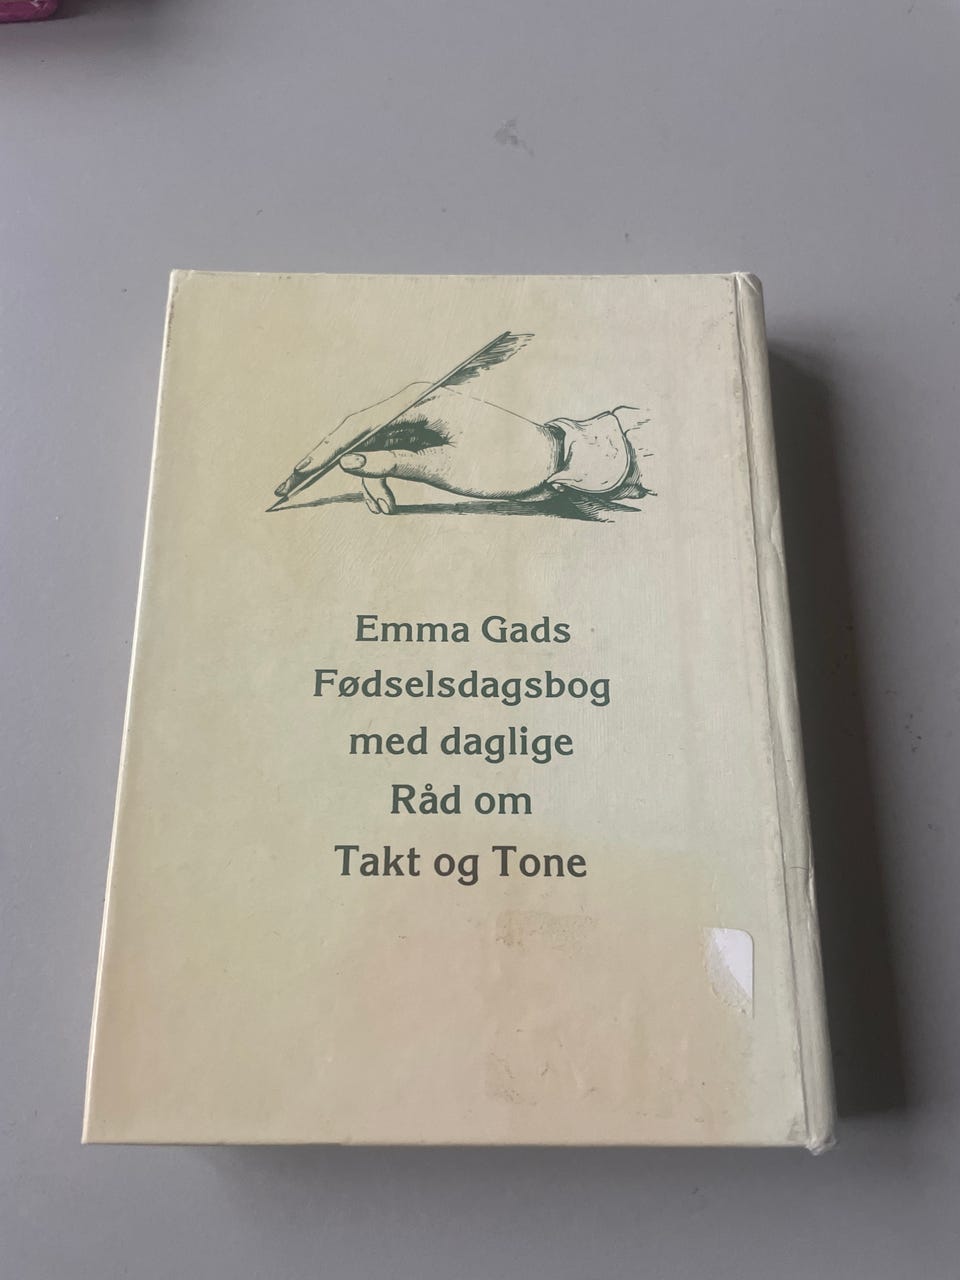 Emma Gads
Fødselsdagsbog
med daglige
Råd om
Takt og Tone